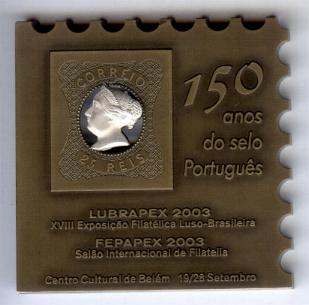 CORREIO
25 REIS
150
anos
do selo
Português
LUBRAPEX 2003
XVIII Exposição Filatélica Luso-Brasileira
FEPAPEX 2003
Salão Internacional de Filatelia
Centro Cultural de Belém 19/28 Setembro